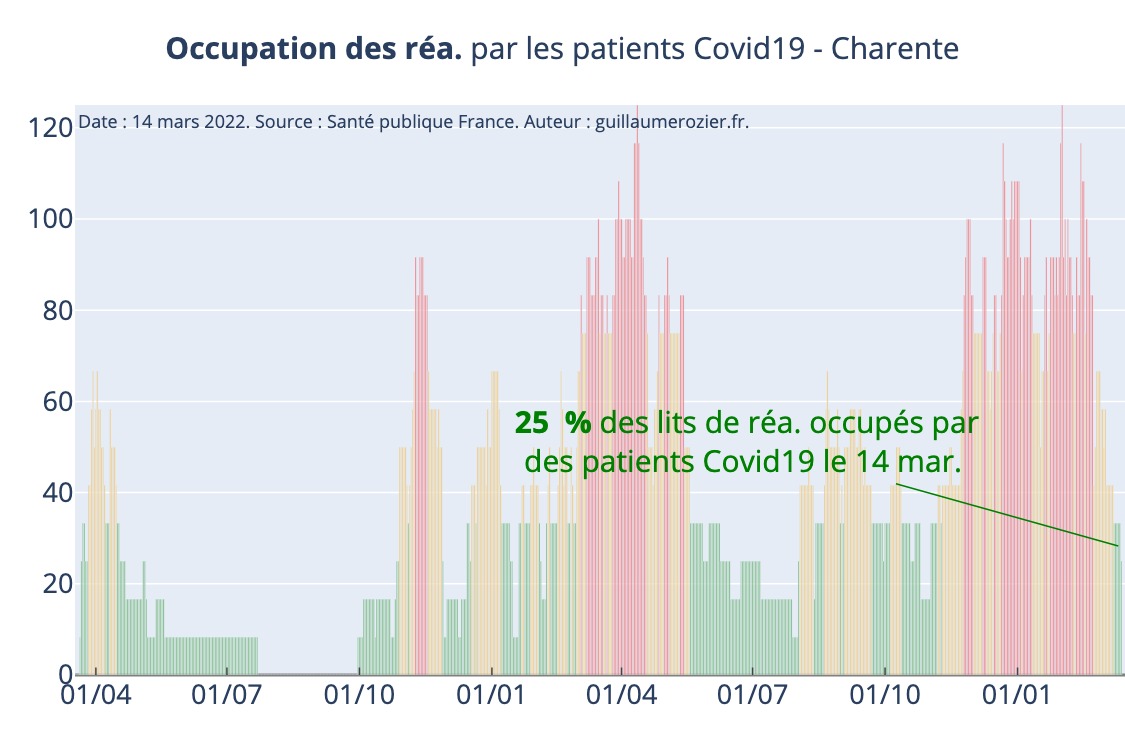 Occupation des réa. par les patients Covid19 - Charente
120
Date : 14 mars 2022. Source : Santé publique France. Auteur : guillaumerozier.fr.
100
80
60
25 % des lits de réa. occupés par
des patients Covid19 le 14 mar.
40
20
0
01/04 01/07 01/10 01/01 01/04 01/07 01/10 01/01